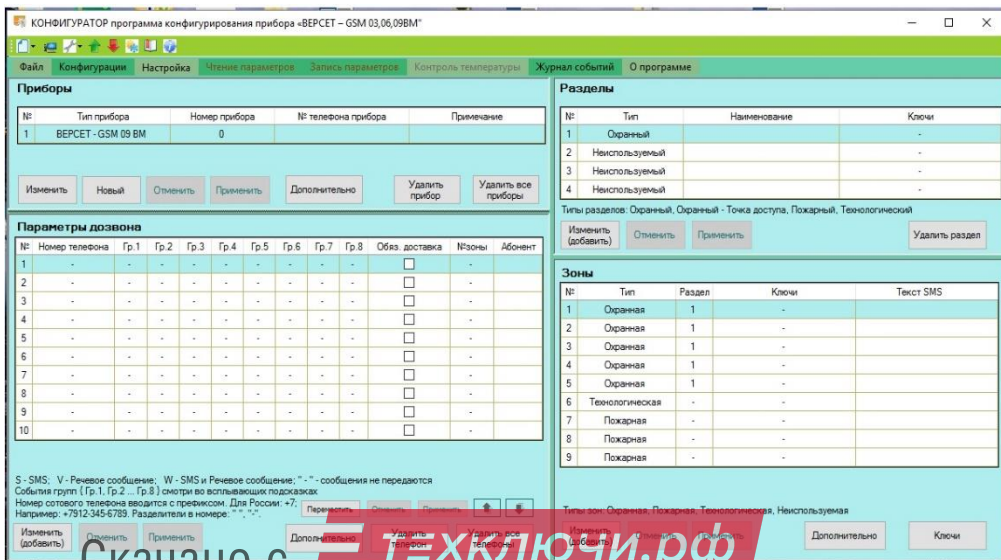 КОНФИГУРАТОР программа конфигурирования прибора «ВЕРСЕТ – GSM 03,06,09ВМ"
Файл Конфигурации Настройка Чтение параметров Запись параметров Контроль температуры Журнал событий О программе
Приборы
№ Тип прибора Номер прибора № телефона прибора Примечание
1 ВЕРСЕТ - GSM 09 ВМ 0
Изменить Новый Отменить Применить Дополнительно Удалить прибор Удалить все приборы
Параметры дозвона
№ Номер телефона Гр.1 Гр.2 Гр.3 Гр.4 Гр.5 Гр.6 Гр.7 Гр.8 Обяз. доставка №зоны Абонент
1 - - - - - - - - - -
2 - - - - - - - - - -
3 - - - - - - - - - -
4 - - - - - - - - - -
5 - - - - - - - - - -
6 - - - - - - - - - -
7 - - - - - - - - - -
8 - - - - - - - - - -
9 - - - - - - - - - -
10 - - - - - - - - - -
S - SMS; V - Речевое сообщение; W - SMS и Речевое сообщение; " - " - сообщения не передаются
События групп ( Гр.1, Гр.2 ... Гр.8 ) смотри во всплывающих подсказках
Номер сотового телефона вводится с префиксом. Для России: +7;
Например: +7912-345-6789. Разделители в номере: " ", "-".
Переместить Отменить Применить
Изменить (добавить) Отменить Применить Дополнительно Удалить телефон Удалить все телефоны
Разделы
№ Тип Наименование Ключи
1 Охранный -
2 Неиспользуемый -
3 Неиспользуемый -
4 Неиспользуемый -
Типы разделов: Охранный, Охранный - Точка доступа, Пожарный, Технологический
Изменить (добавить) Отменить Применить Удалить раздел
Зоны
№ Тип Раздел Ключи Текст SMS
1 Охранная 1 -
2 Охранная 1 -
3 Охранная 1 -
4 Охранная 1 -
5 Охранная 1 -
6 Технологическая - -
7 Пожарная - -
8 Пожарная - -
9 Пожарная - -
Типы зон: Охранная, Пожарная, Технологическая, Неиспользуемая
Изменить (добавить) Отменить Применить Дополнительно Ключи
Скачано с
ТЕХКЛЮЧИ.РФ